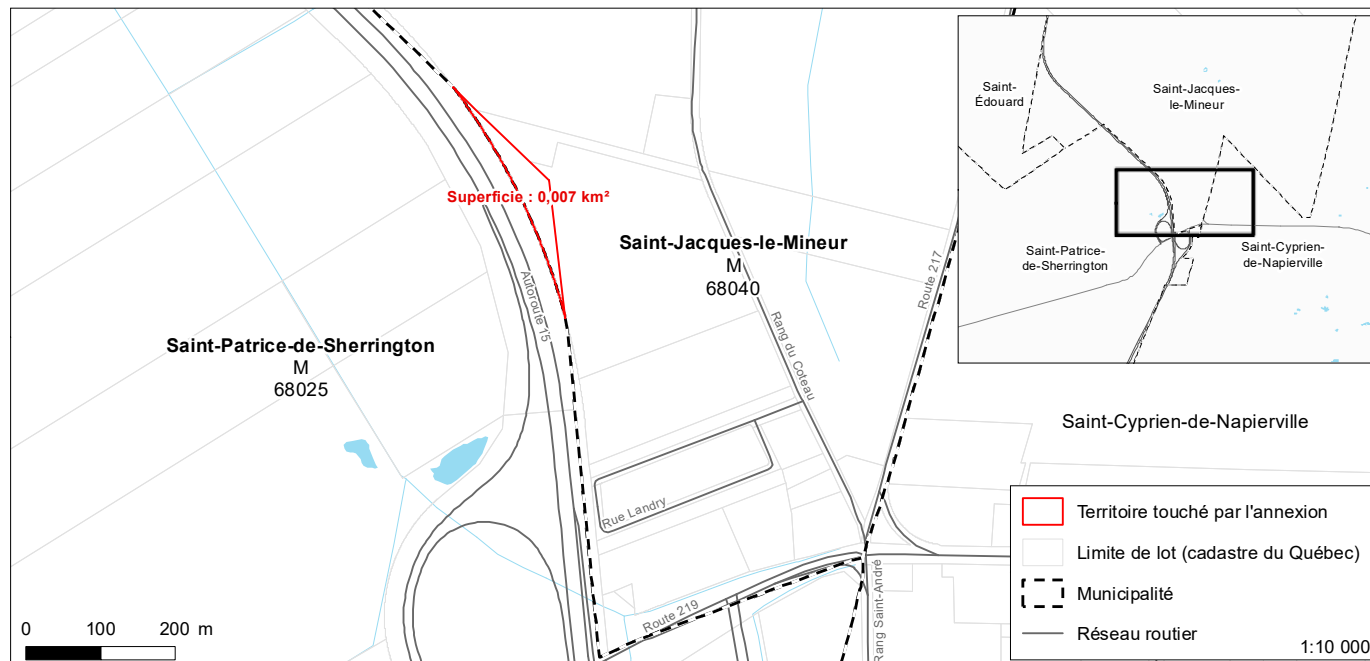 Saint-
Édouard
Saint-Jacques-
le-Mineur
Saint-Patrice-
de-Sherrington
Saint-Cyprien-
de-Napierville
Superficie : 0,007 km²
Saint-Jacques-le-Mineur
M
68040
Route 217
Autoroute 15
Rang du Coteau
Saint-Patrice-de-Sherrington
M
68025
Saint-Cyprien-de-Napierville
Rue Landry
Route 219
Rang Saint-André
Territoire touché par l'annexion
Limite de lot (cadastre du Québec)
Municipalité
Réseau routier
1:10 000
0 100 200 m